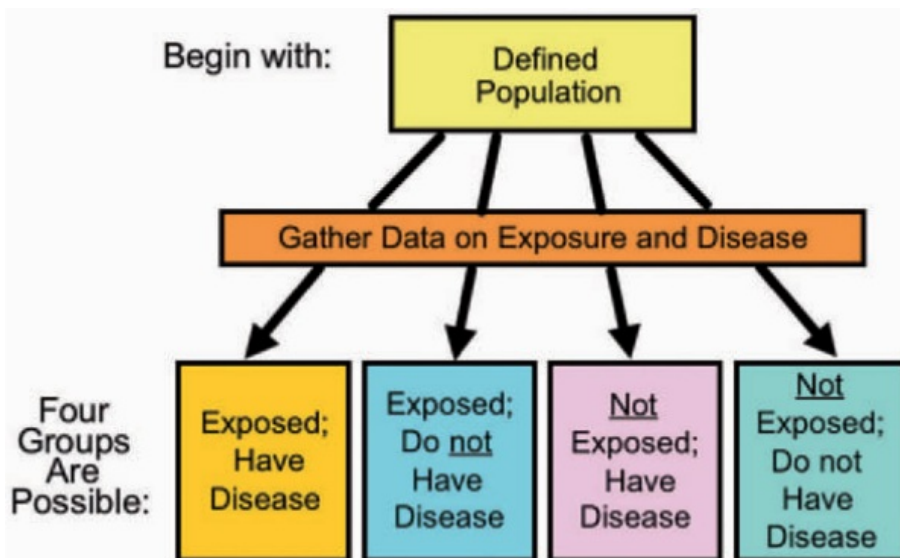 Begin with:
Defined
Population
Gather Data on Exposure and Disease
Four
Groups
Are
Possible:
Exposed;
Have
Disease
Exposed;
Do not
Have
Disease
Not
Exposed;
Have
Disease
Not
Exposed;
Do not
Have
Disease